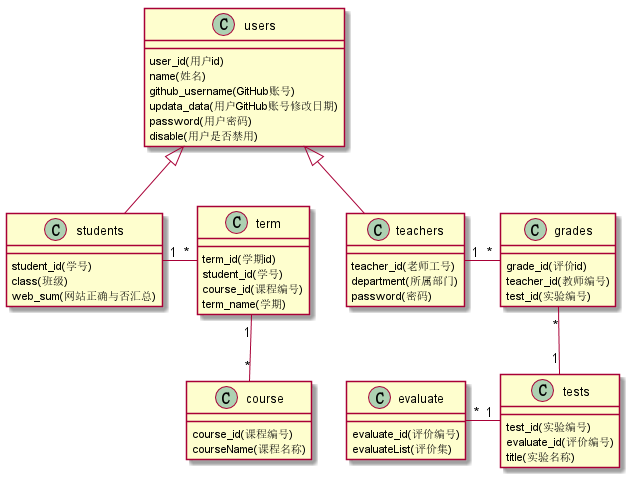 C users
user_id(用户id)
name(姓名)
github_username(GitHub账号)
updata_data(用户GitHub账号修改日期)
password(用户密码)
disable(用户是否禁用)
C students
student_id(学号)
class(班级)
web_sum(网站正确与否汇总)
1 *
C term
term_id(学期id)
student_id(学号)
course_id(课程编号)
term_name(学期)
C teachers
teacher_id(老师工号)
department(所属部门)
password(密码)
1 *
C grades
grade_id(评价id)
teacher_id(教师编号)
test_id(实验编号)
1
*
*
1
C course
course_id(课程编号)
courseName(课程名称)
C evaluate
evaluate_id(评价编号)
evaluateList(评价集)
* 1
C tests
test_id(实验编号)
evaluate_id(评价编号)
title(实验名称)